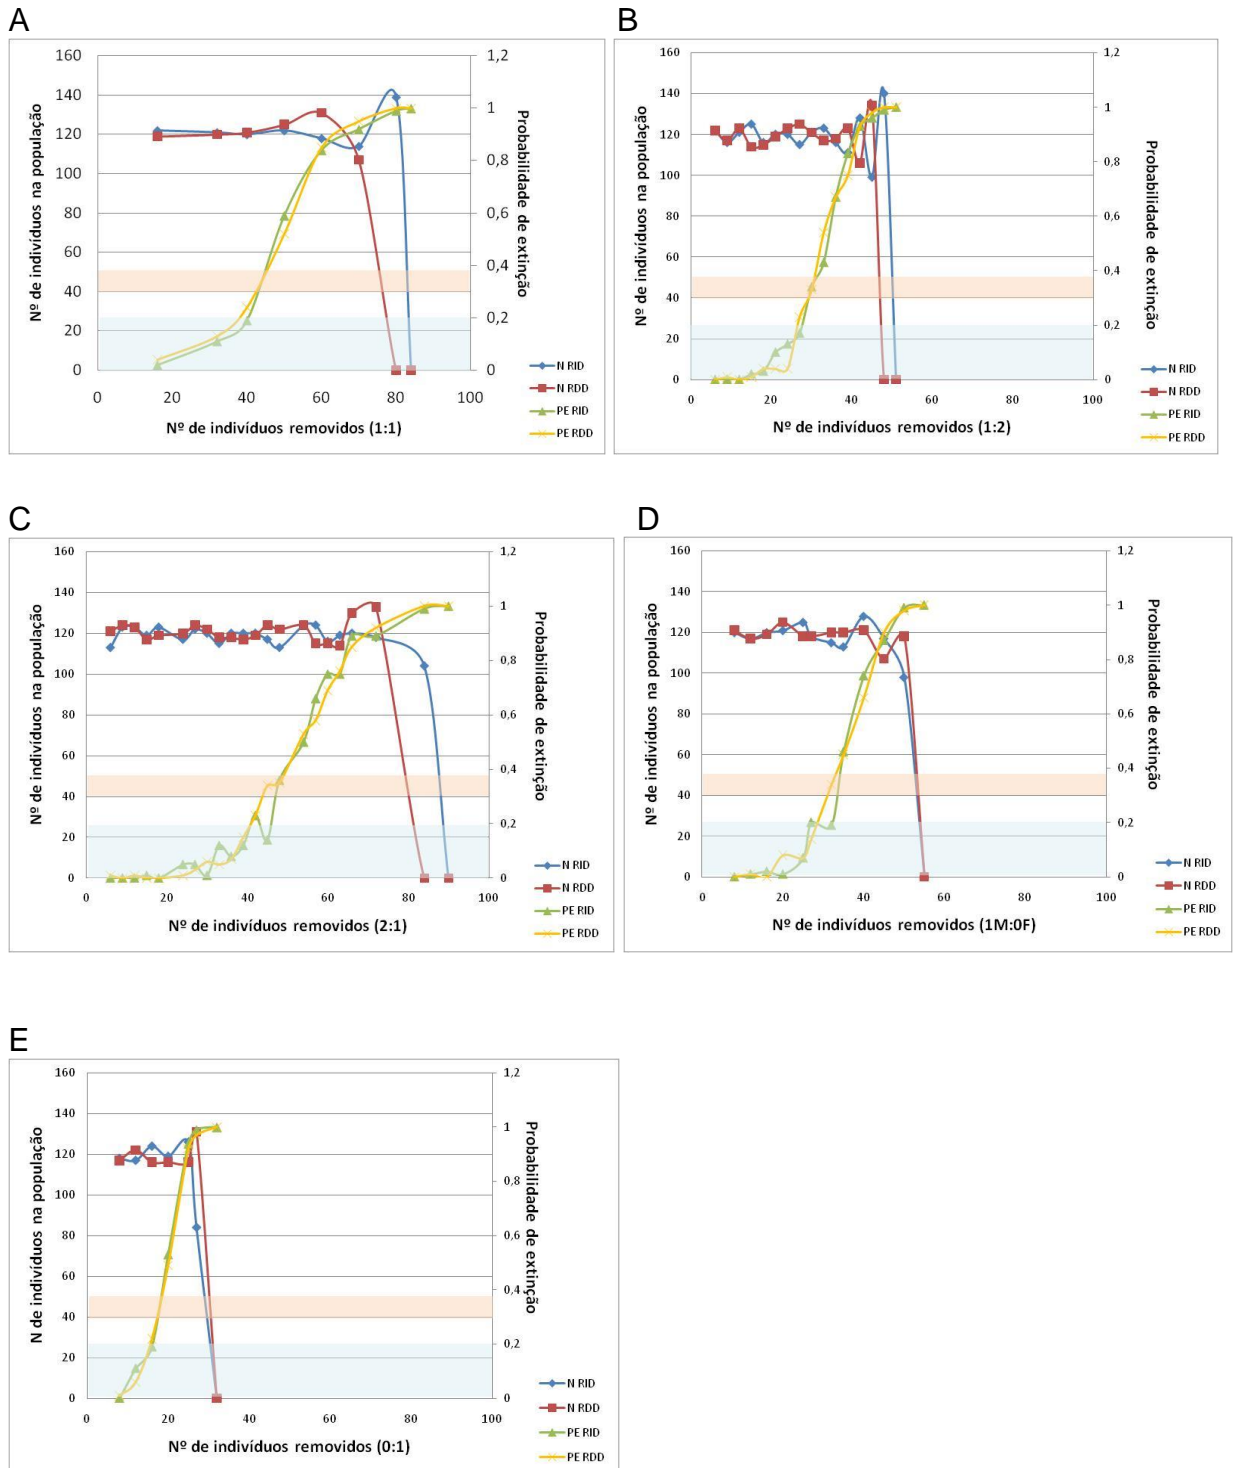 A
B
160
140
120
100
80
60
40
20
0
1,2
1
0,8
0,6
0,4
0,2
0
0
20
40
60
80
100
Nº de indivíduos na população
Probabilidade de extinção
Nº de indivíduos removidos (1:1)
N RID
N RDD
PE RID
PE RDD
160
140
120
100
80
60
40
20
0
1,2
1
0,8
0,6
0,4
0,2
0
0
20
40
60
80
100
Nº de indivíduos na população
Probabilidade de extinção
Nº de indivíduos removidos (1:2)
N RID
N RDD
PE RID
PE RDD
C
D
160
140
120
100
80
60
40
20
0
1,2
1
0,8
0,6
0,4
0,2
0
0
20
40
60
80
100
Nº de indivíduos na população
Probabilidade de extinção
Nº de indivíduos removidos (2:1)
N RID
N RDD
PE RID
PE RDD
160
140
120
100
80
60
40
20
0
1,2
1
0,8
0,6
0,4
0,2
0
0
20
40
60
80
100
Nº de indivíduos na população
Probabilidade de extinção
Nº de indivíduos removidos (1M:0F)
N RID
N RDD
PE RID
PE RDD
E
160
140
120
100
80
60
40
20
0
1,2
1
0,8
0,6
0,4
0,2
0
0
20
40
60
80
100
N de indivíduos na população
Probabilidade de extinção
Nº de indivíduos removidos (0:1)
N RID
N RDD
PE RID
PE RDD